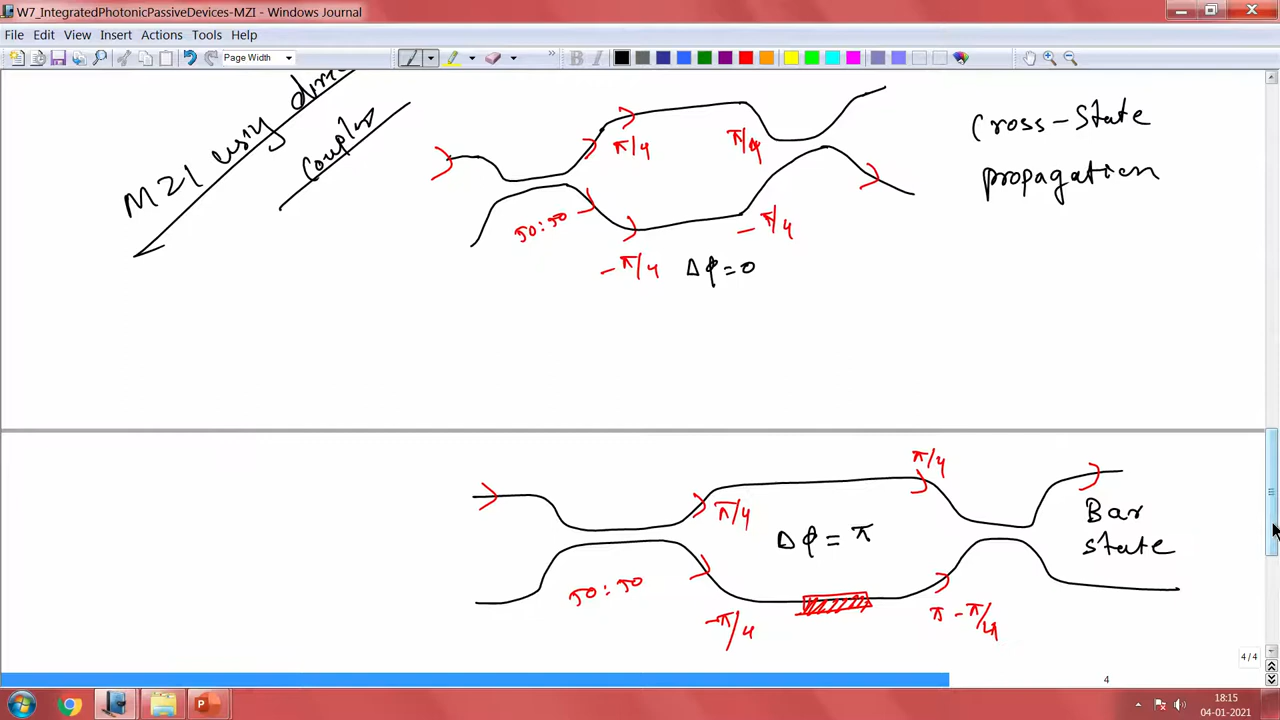 W7_IntegratedPhotonicPassiveDevices-MZI - Windows Journal
File Edit View Insert Actions Tools Help
Page Width
MZI using
coupler
π/4
π/4
50:50
-π/4
-π/4
Δϕ=0
Cross-State
propagation
π/4
π/4
Δϕ = π
50:50
-π/4
π-π/4
Bar
state
4/4
4
18:15
04-01-2021